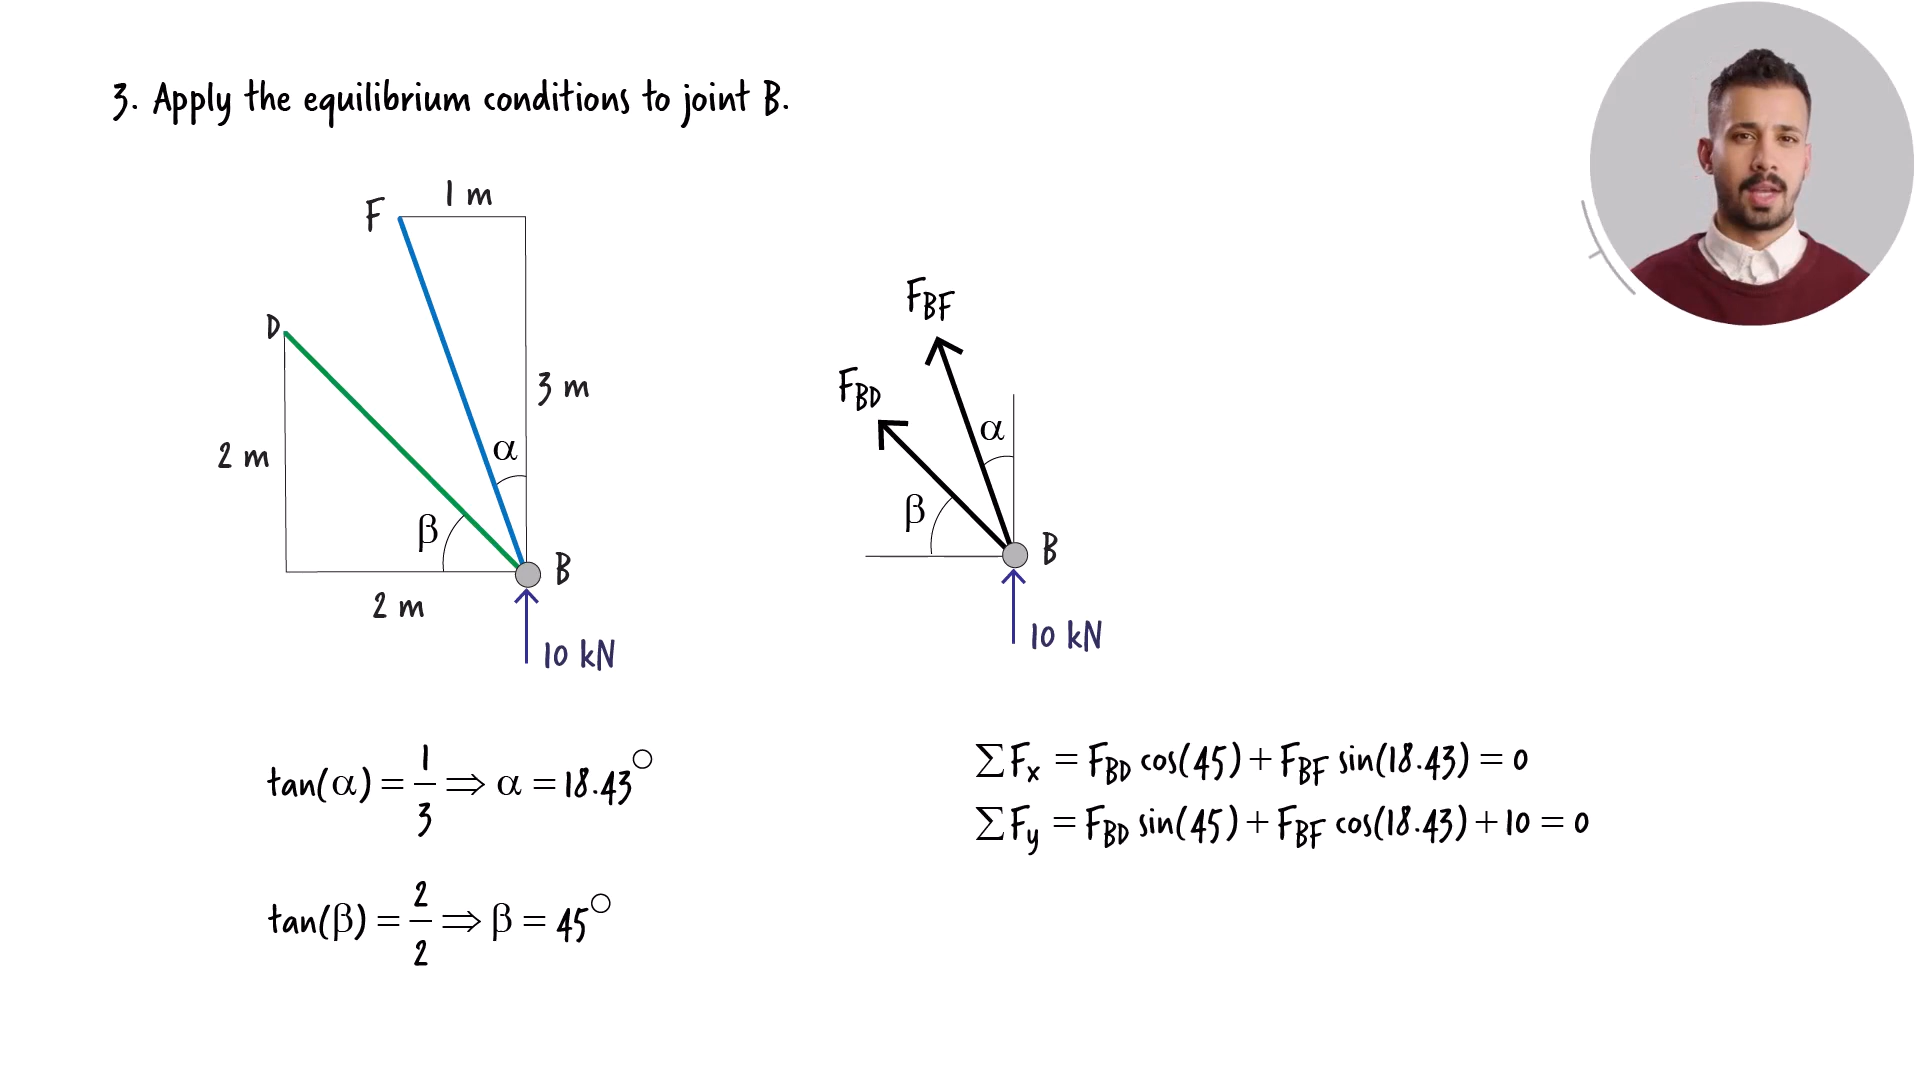 3. Apply the equilibrium conditions to joint B.
1 m
F
D
3 m
2 m
α
β
B
2 m
10 kN
F_BF
F_BD
α
β
B
10 kN
tan(α) = 1/3 ⟹ α = 18.43°
tan(β) = 2/2 ⟹ β = 45°
∑F_x = F_BD cos(45) + F_BF sin(18.43) = 0
∑F_y = F_BD sin(45) + F_BF cos(18.43) + 10 = 0